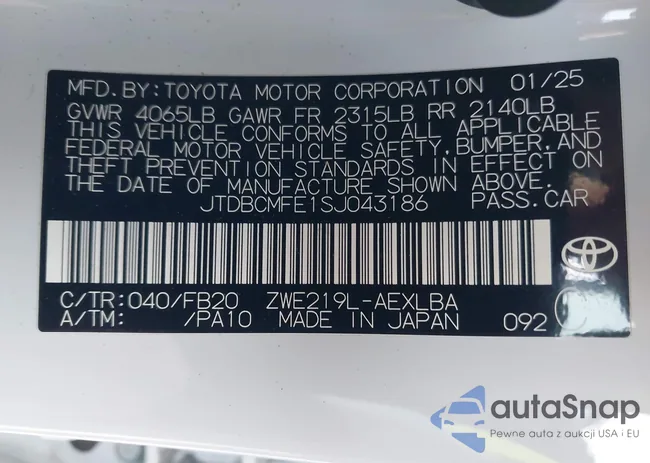 MFD.BY:TOYOTA MOTOR CORPORATION 01/25
GVWR 4065LB GAWR FR 2315LB RR 2140LB
THIS VEHICLE CONFORMS TO ALL APPLICABLE
FEDERAL MOTOR VEHICLE SAFETY,BUMPER,AND
THEFT PREVENTION STANDARDS IN EFFECT ON
THE DATE OF MANUFACTURE SHOWN ABOVE.
JTDBCMFE1SJ043186 PASS.CAR
C/TR:040/FB20 ZWE219L-AEXLBA
A/TM: /PA10 MADE IN JAPAN 092
autaSnap
Pewne auta z aukcji USA i EU